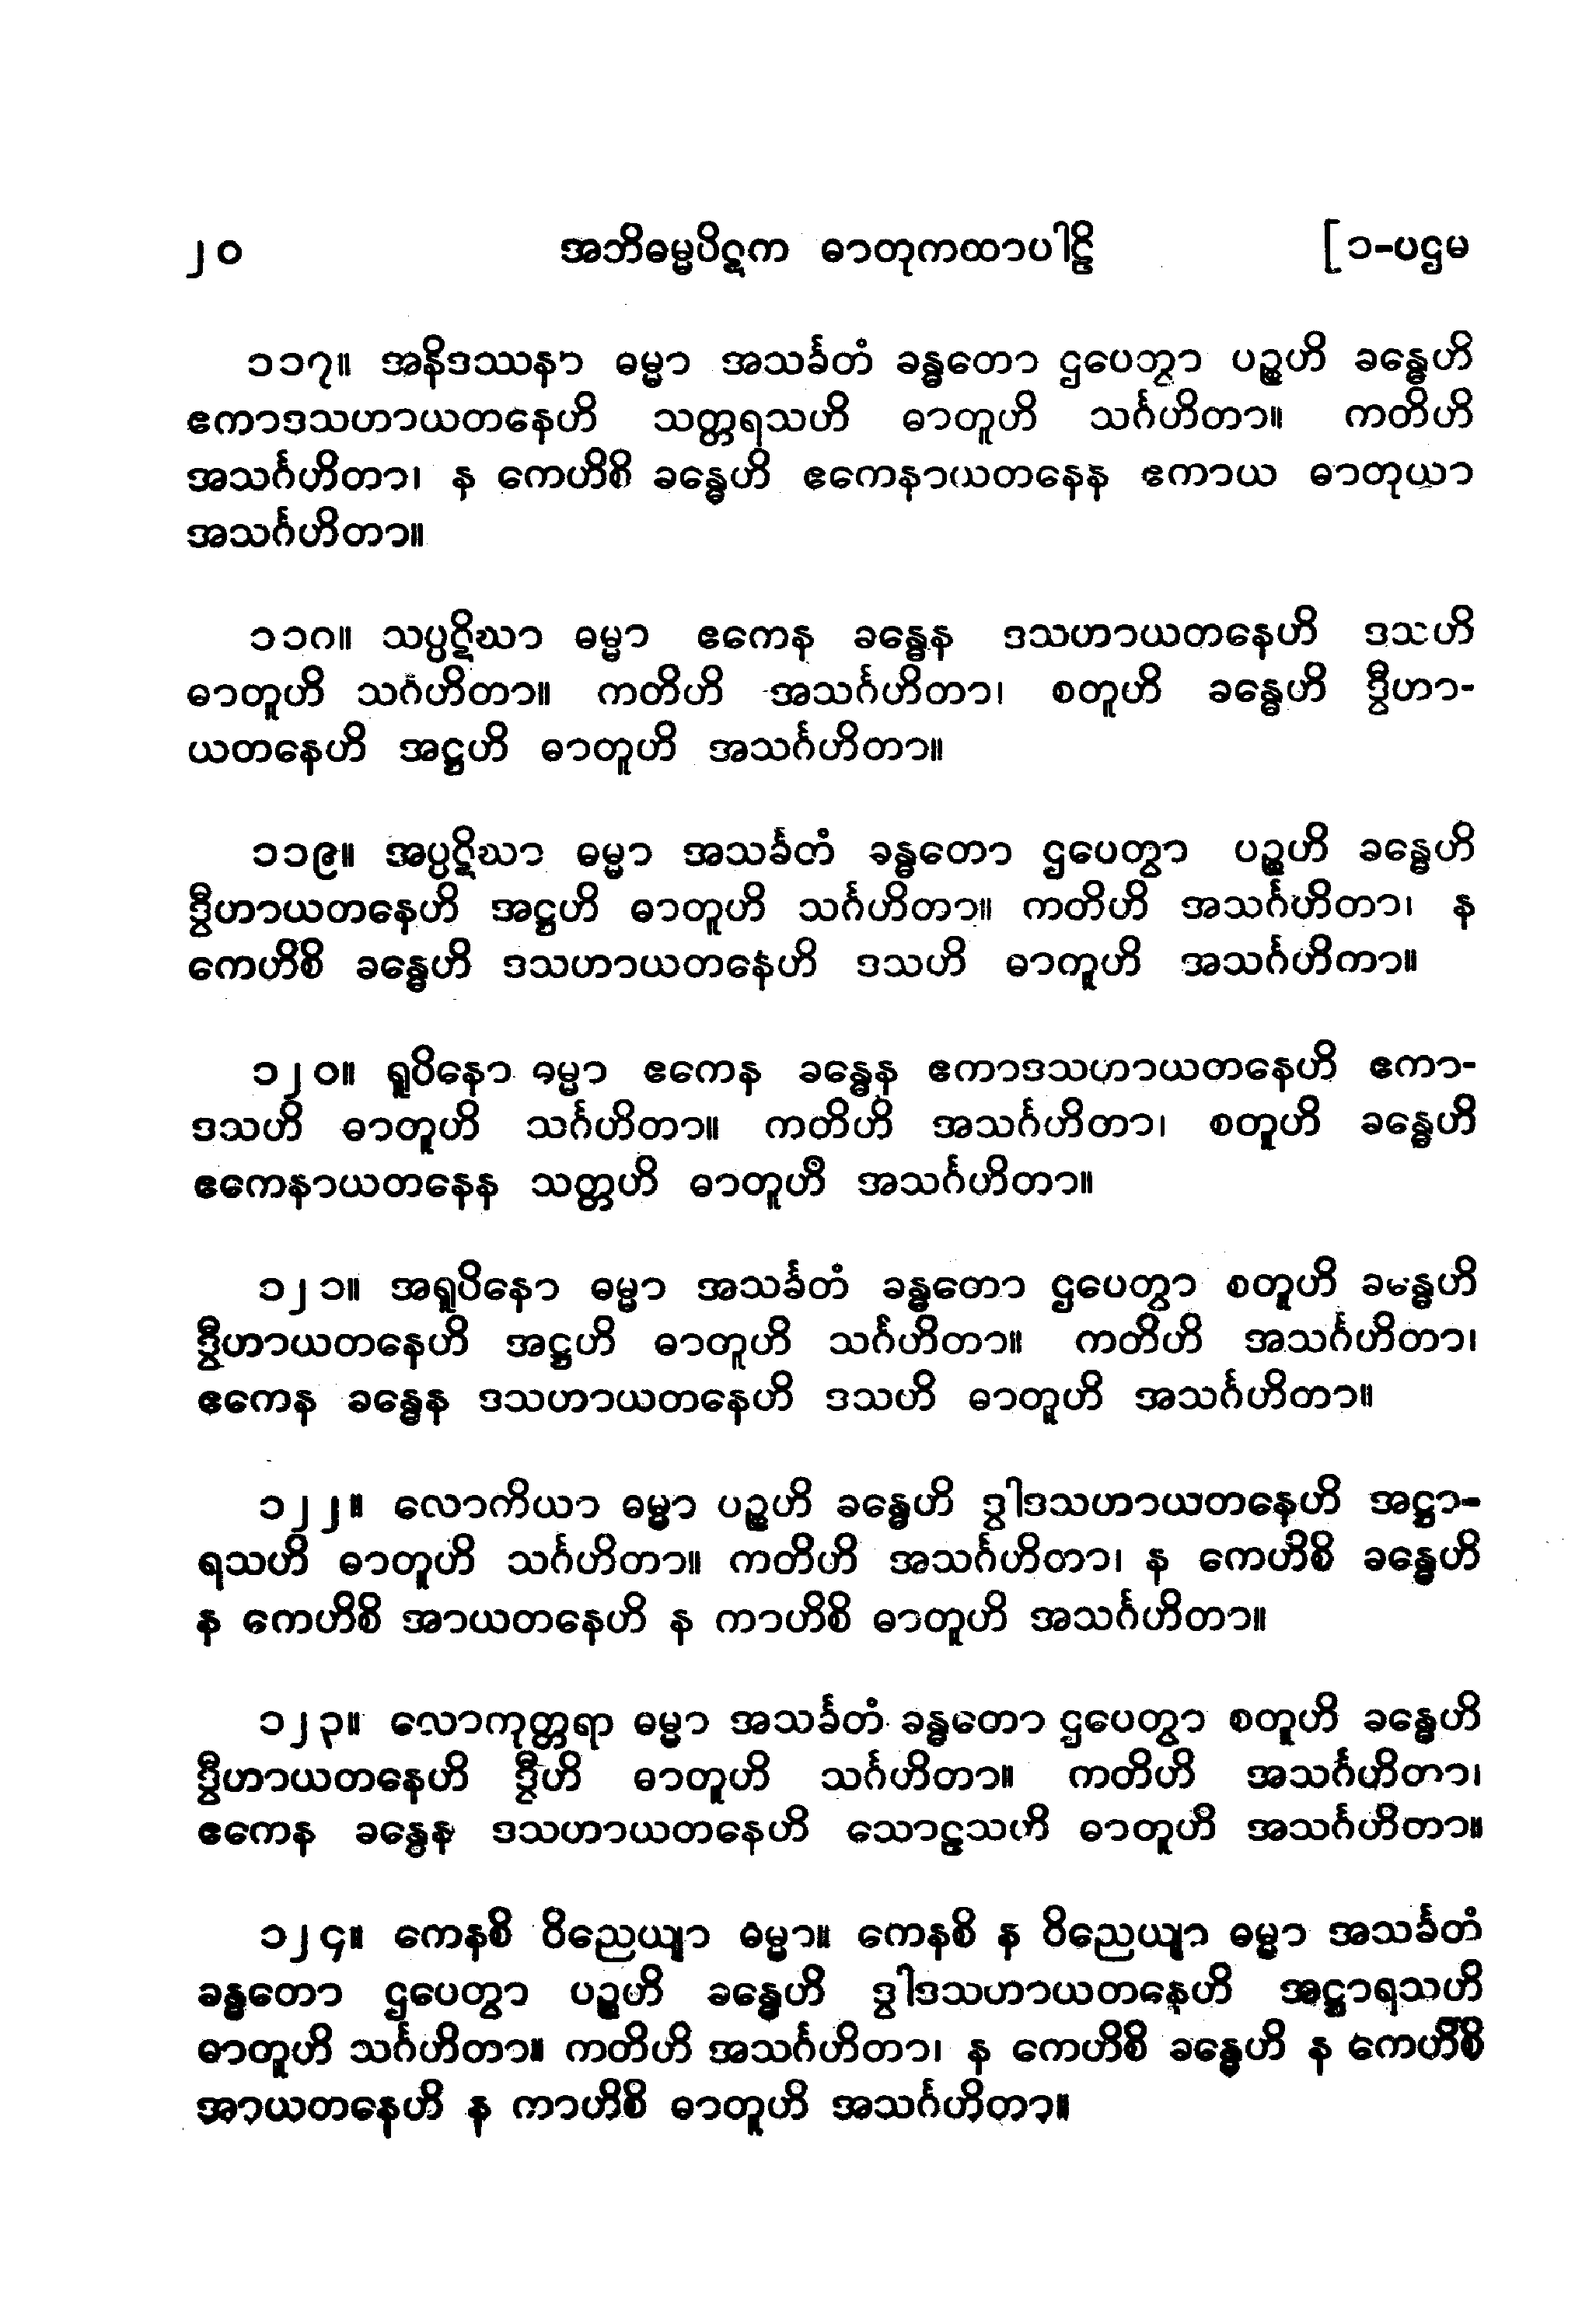 ၂၀ အဘိဓမ္မပိဋက ဓာတုကထာပါဠိ [၁-ပဌမ
၁၁၇။ အနိဒဿနာ ဓမ္မာ အသင်္ခတံ ခန္ဓတော ဌပေတွာ ပဉ္စဟိ ခန္ဓေဟိ
ဧကာဒသဟာယတနေဟိ သတ္တရသဟိ ဓာတူဟိ သင်္ဂဟိတာ။ ကတိဟိ
အသင်္ဂဟိတာ၊ န ကေဟိစိ ခန္ဓေဟိ ဧကေနာယတနေန ဧကာယ ဓာတုယာ
အသင်္ဂဟိတာ။
၁၁၈။ သပ္ပဋိဃာ ဓမ္မာ ဧကေန ခန္ဓေန ဒသဟာယတနေဟိ ဒသဟိ
ဓာတူဟိ သင်္ဂဟိတာ။ ကတိဟိ အသင်္ဂဟိတာ၊ စတူဟိ ခန္ဓေဟိ ဒွီဟာ-
ယတနေဟိ အဋ္ဌဟိ ဓာတူဟိ အသင်္ဂဟိတာ။
၁၁၉။ အပ္ပဋိဃာ ဓမ္မာ အသင်္ခတံ ခန္ဓတော ဌပေတွာ ပဉ္စဟိ ခန္ဓေဟိ
ဒွီဟာယတနေဟိ အဋ္ဌဟိ ဓာတူဟိ သင်္ဂဟိတာ။ ကတိဟိ အသင်္ဂဟိတာ၊ န
ကေဟိစိ ခန္ဓေဟိ ဒသဟာယတနေဟိ ဒသဟိ ဓာတူဟိ အသင်္ဂဟိတာ။
၁၂၀။ ရူပိနော ဓမ္မာ ဧကေန ခန္ဓေန ဧကာဒသဟာယတနေဟိ ဧကာ-
ဒသဟိ ဓာတူဟိ သင်္ဂဟိတာ။ ကတိဟိ အသင်္ဂဟိတာ၊ စတူဟိ ခန္ဓေဟိ
ဧကေနာယတနေန သတ္တဟိ ဓာတူဟိ အသင်္ဂဟိတာ။
၁၂၁။ အရူပိနော ဓမ္မာ အသင်္ခတံ ခန္ဓတော ဌပေတွာ စတူဟိ ခန္ဓေဟိ
ဒွီဟာယတနေဟိ အဋ္ဌဟိ ဓာတူဟိ သင်္ဂဟိတာ။ ကတိဟိ အသင်္ဂဟိတာ၊
ဧကေန ခန္ဓေန ဒသဟာယတနေဟိ ဒသဟိ ဓာတူဟိ အသင်္ဂဟိတာ။
၁၂၂။ လောကိယာ ဓမ္မာ ပဉ္စဟိ ခန္ဓေဟိ ဒွါဒသဟာယတနေဟိ အဋ္ဌာ-
ရသဟိ ဓာတူဟိ သင်္ဂဟိတာ။ ကတိဟိ အသင်္ဂဟိတာ၊ န ကေဟိစိ ခန္ဓေဟိ
န ကေဟိစိ အာယတနေဟိ န ကာဟိစိ ဓာတူဟိ အသင်္ဂဟိတာ။
၁၂၃။ လောကုတ္တရာ ဓမ္မာ အသင်္ခတံ ခန္ဓတော ဌပေတွာ စတူဟိ ခန္ဓေဟိ
ဒွီဟာယတနေဟိ ဒွီဟိ ဓာတူဟိ သင်္ဂဟိတာ။ ကတိဟိ အသင်္ဂဟိတာ၊
ဧကေန ခန္ဓေန ဒသဟာယတနေဟိ သောဠသဟိ ဓာတူဟိ အသင်္ဂဟိတာ။
၁၂၄။ ကေနစိ ဝိညေယျာ ဓမ္မာ။ ကေနစိ န ဝိညေယျာ ဓမ္မာ အသင်္ခတံ
ခန္ဓတော ဌပေတွာ ပဉ္စဟိ ခန္ဓေဟိ ဒွါဒသဟာယတနေဟိ အဋ္ဌာရသဟိ
ဓာတူဟိ သင်္ဂဟိတာ။ ကတိဟိ အသင်္ဂဟိတာ၊ န ကေဟိစိ ခန္ဓေဟိ န ကေဟိစိ
အာယတနေဟိ န ကာဟိစိ ဓာတူဟိ အသင်္ဂဟိတာ။